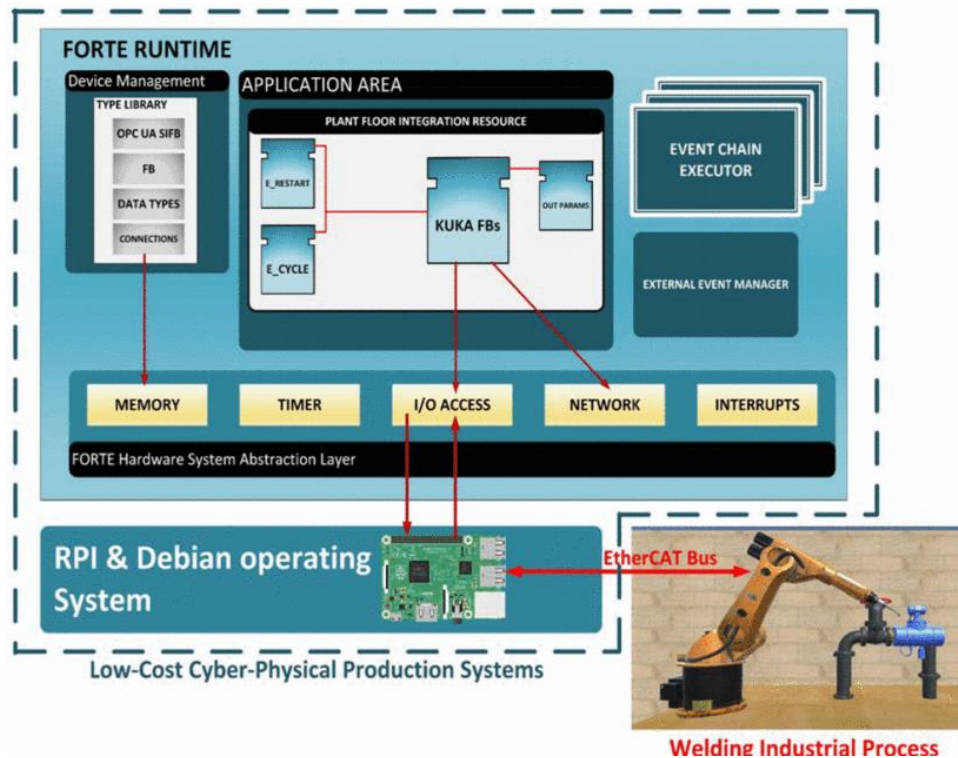 FORTE RUNTIME
Device Management
TYPE LIBRARY
OPC UA SIFB
FB
DATA TYPES
CONNECTIONS
APPLICATION AREA
PLANT FLOOR INTEGRATION RESOURCE
E_RESTART
E_CYCLE
KUKA FBs
OUT PARAMS
EVENT CHAIN
EXECUTOR
EXTERNAL EVENT MANAGER
MEMORY
TIMER
I/O ACCESS
NETWORK
INTERRUPTS
FORTE Hardware System Abstraction Layer
RPI & Debian operating
System
EtherCAT Bus
Low-Cost Cyber-Physical Production Systems
Welding Industrial Process